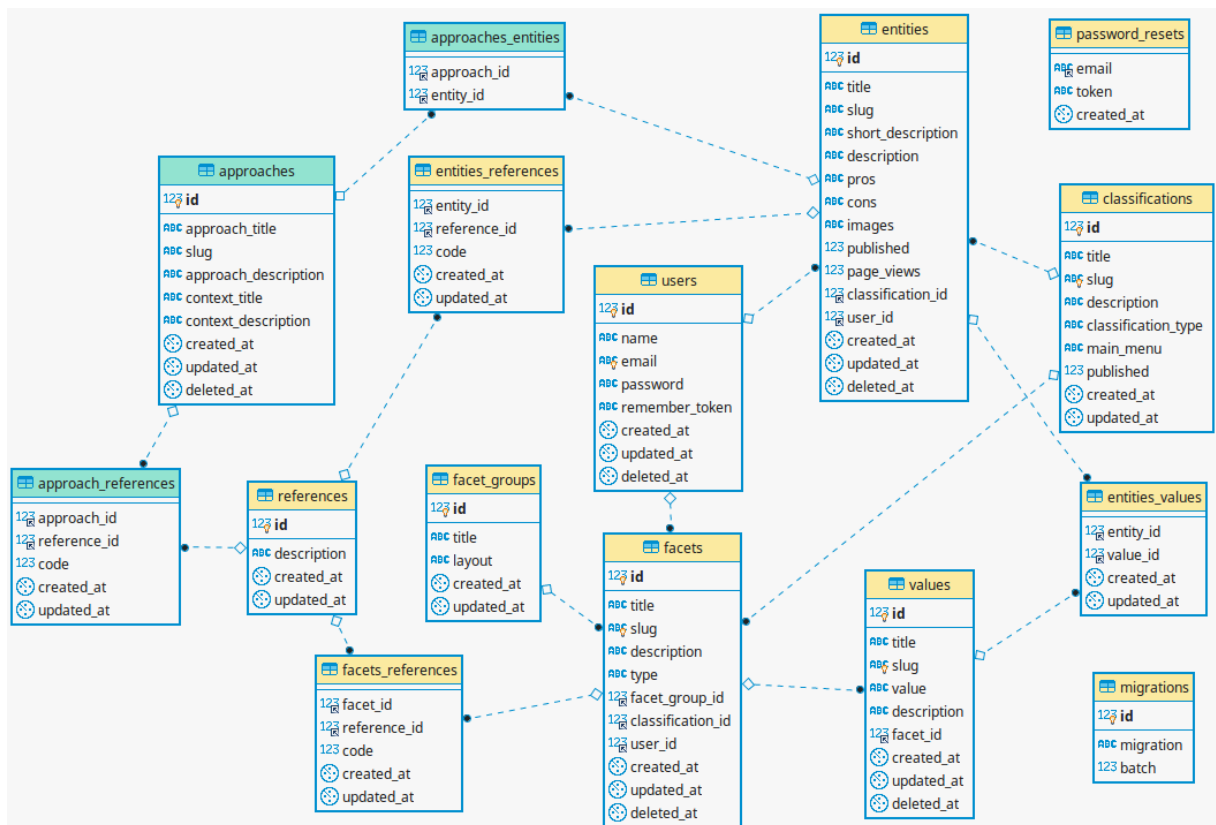 approaches_entities
approach_id
entity_id
entities
id
title
slug
short_description
description
pros
cons
images
published
page_views
classification_id
user_id
created_at
updated_at
deleted_at
password_resets
email
token
created_at
approaches
id
approach_title
slug
approach_description
context_title
context_description
created_at
updated_at
deleted_at
entities_references
entity_id
reference_id
code
created_at
updated_at
classifications
id
title
slug
description
classification_type
main_menu
published
created_at
updated_at
users
id
name
email
password
remember_token
created_at
updated_at
deleted_at
approach_references
approach_id
reference_id
code
created_at
updated_at
references
id
description
created_at
updated_at
facet_groups
id
title
layout
created_at
updated_at
entities_values
entity_id
value_id
created_at
updated_at
facets
id
title
slug
description
type
facet_group_id
classification_id
user_id
created_at
updated_at
deleted_at
values
id
title
slug
value
description
facet_id
created_at
updated_at
deleted_at
facets_references
facet_id
reference_id
code
created_at
updated_at
migrations
id
migration
batch